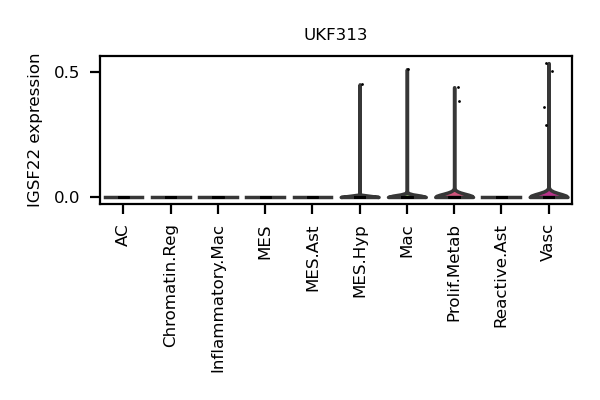 UKF313
IGSF22 expression
0.5
0.0
AC
Chromatin.Reg
Inflammatory.Mac
MES
MES.Ast
MES.Hyp
Mac
Prolif.Metab
Reactive.Ast
Vasc